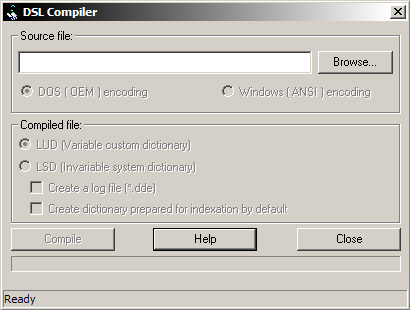 DSL Compiler
Source file:
Browse...
DOS ( OEM ) encoding
Windows ( ANSI ) encoding
Compiled file:
LUD (Variable custom dictionary)
LSD (Invariable system dictionary)
Create a log file (*.dde)
Create dictionary prepared for indexation by default
Compile
Help
Close
Ready